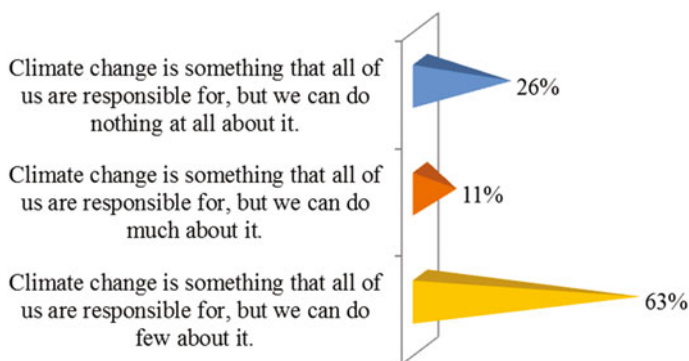 Climate change is something that all of
us are responsible for, but we can do
nothing at all about it.
26%
Climate change is something that all of
us are responsible for, but we can do
much about it.
11%
Climate change is something that all of
us are responsible for, but we can do
few about it.
63%